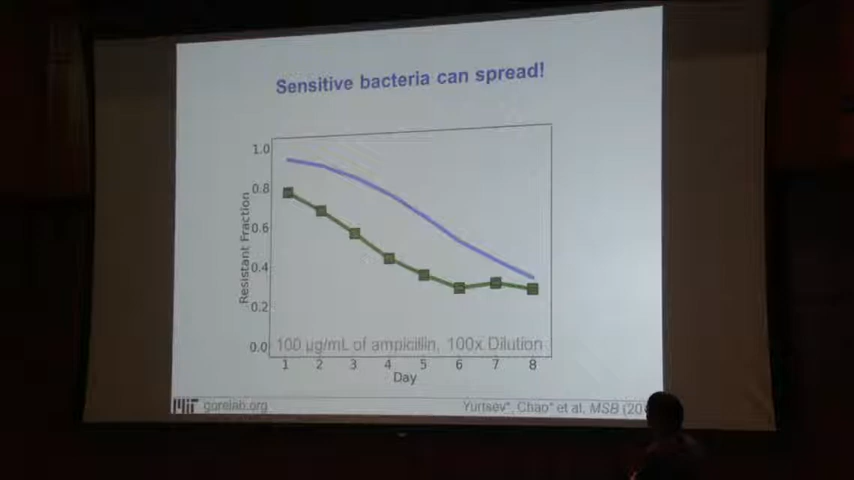 Sensitive bacteria can spread!
1.0
0.8
0.6
0.4
0.2
0.0
Resistant Fraction
100 µg/mL of ampicillin, 100x Dilution
1 2 3 4 5 6 7 8
Day
MIT gorelab.org
Yurtsev*, Chao* et al, MSB (20